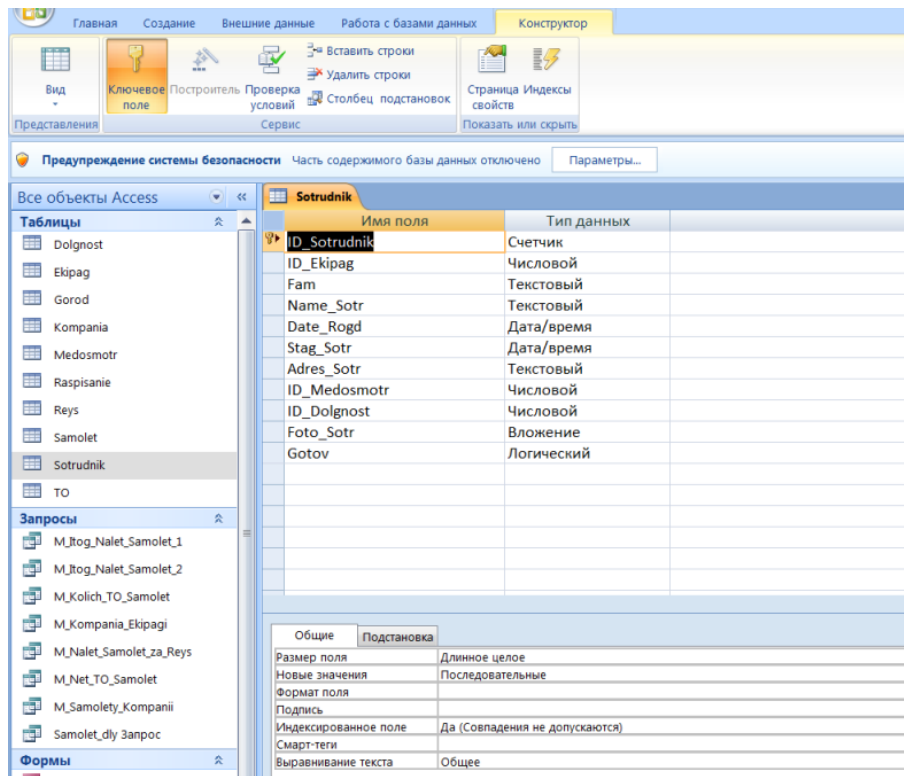 Главная Создание Внешние данные Работа с базами данных Конструктор
Вид
Ключевое поле
Построитель
Проверка условий
Вставить строки
Удалить строки
Столбец подстановок
Страница свойств
Индексы
Представления Сервис Показать или скрыть
Предупреждение системы безопасности Часть содержимого базы данных отключено Параметры...
Все объекты Access
Таблицы
Dolgnost
Ekipag
Gorod
Kompania
Medosmotr
Raspisanie
Reys
Samolet
Sotrudnik
TO
Запросы
M_Itog_Nalet_Samolet_1
M_Itog_Nalet_Samolet_2
M_Kolich_TO_Samolet
M_Kompania_Ekipagi
M_Nalet_Samolet_za_Reys
M_Net_TO_Samolet
M_Samolety_Kompanii
Samolet_dly Запрос
Формы
Sotrudnik
Имя поля Тип данных
ID_Sotrudnik Счетчик
ID_Ekipag Числовой
Fam Текстовый
Name_Sotr Текстовый
Date_Rogd Дата/время
Stag_Sotr Дата/время
Adres_Sotr Текстовый
ID_Medosmotr Числовой
ID_Dolgnost Числовой
Foto_Sotr Вложение
Gotov Логический
Общие Подстановка
Размер поля Длинное целое
Новые значения Последовательные
Формат поля
Подпись
Индексированное поле Да (Совпадения не допускаются)
Смарт-теги
Выравнивание текста Общее